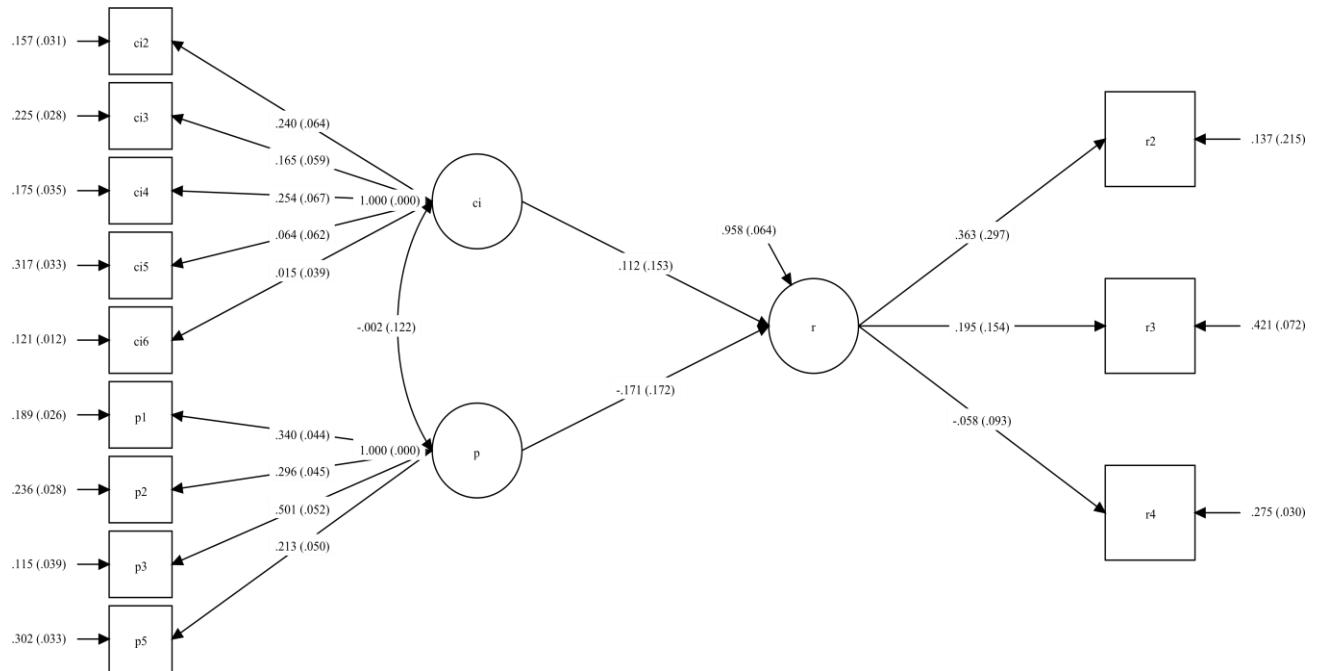 .157 (.031)
ci2
.225 (.028)
ci3
.175 (.035)
ci4
.317 (.033)
ci5
.121 (.012)
ci6
.189 (.026)
p1
.236 (.028)
p2
.115 (.039)
p3
.302 (.033)
p5
.240 (.064)
.165 (.059)
.254 (.067)
.064 (.062)
.015 (.039)
1.000 (.000)
ci
-.002 (.122)
.340 (.044)
.296 (.045)
.501 (.052)
.213 (.050)
1.000 (.000)
p
.112 (.153)
-.171 (.172)
.958 (.064)
r
.363 (.297)
.195 (.154)
-.058 (.093)
r2
.137 (.215)
r3
.421 (.072)
r4
.275 (.030)